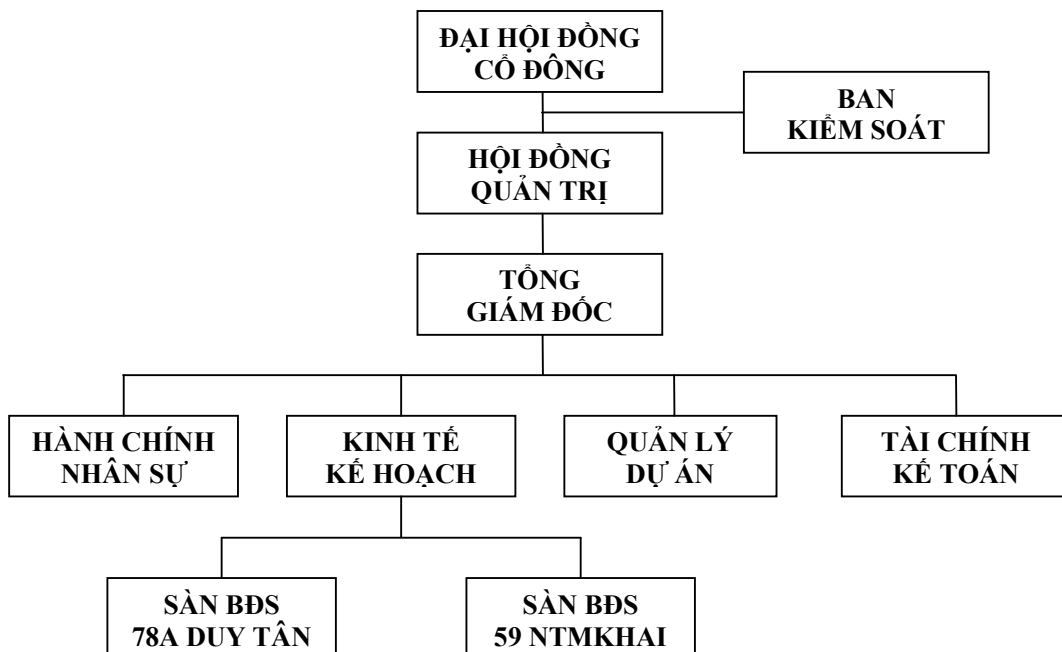 ĐẠI HỘI ĐỒNG
CỔ ĐÔNG
BAN
KIỂM SOÁT
HỘI ĐỒNG
QUẢN TRỊ
TỔNG
GIÁM ĐỐC
HÀNH CHÍNH
NHÂN SỰ
KINH TẾ
KẾ HOẠCH
QUẢN LÝ
DỰ ÁN
TÀI CHÍNH
KẾ TOÁN
SÀN BĐS
78A DUY TÂN
SÀN BĐS
59 NTMKHAI